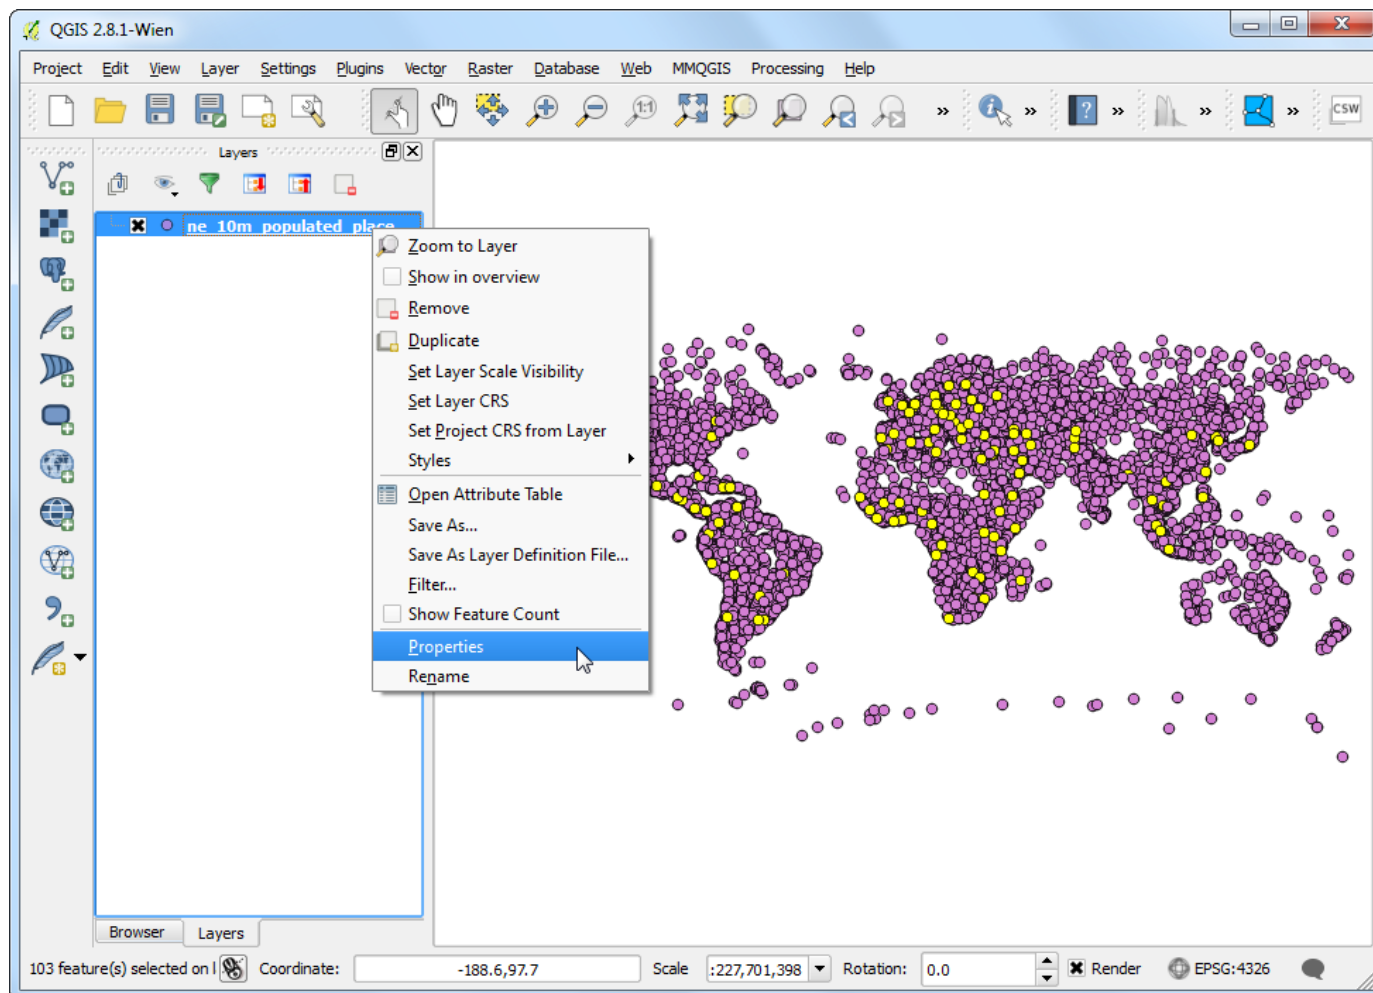 QGIS 2.8.1-Wien
Project Edit View Layer Settings Plugins Vector Raster Database Web MMQGIS Processing Help
1:1 ? CSW
Layers
ne_10m_populated_place
Zoom to Layer
Show in overview
Remove
Duplicate
Set Layer Scale Visibility
Set Layer CRS
Set Project CRS from Layer
Styles
Open Attribute Table
Save As...
Save As Layer Definition File...
Filter...
Show Feature Count
Properties
Rename
Browser Layers
103 feature(s) selected on l Coordinate: -188.6,97.7 Scale :227,701,398 Rotation: 0.0 Render EPSG:4326